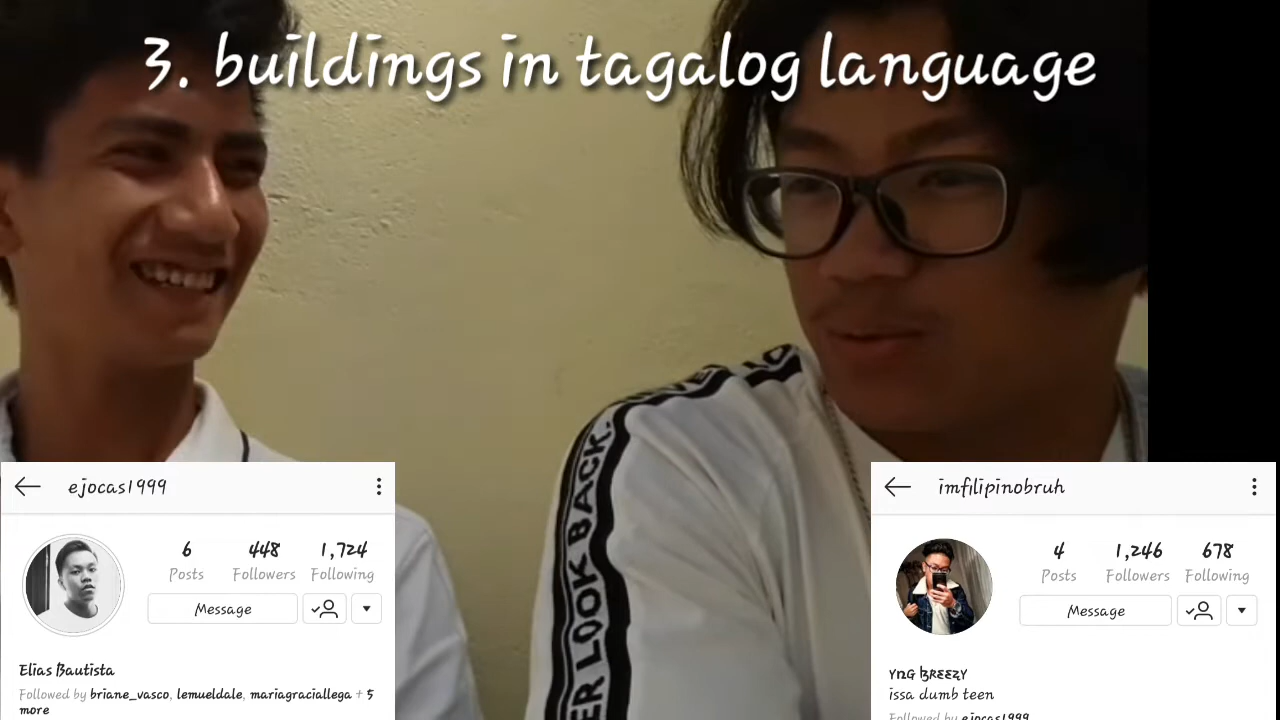 3. buildings in tagalog language
ER LOOK BACK.
ejocas1999
6 448 1,724
Posts Followers Following
Message
Elias Bautista
Followed by briane_vasco, lemueldale, mariagraciallega + 5
more
imfilipinobruh
4 1,246 678
Posts Followers Following
Message
YnG BREEZY
issa dumb teen
Followed by ejocas1999